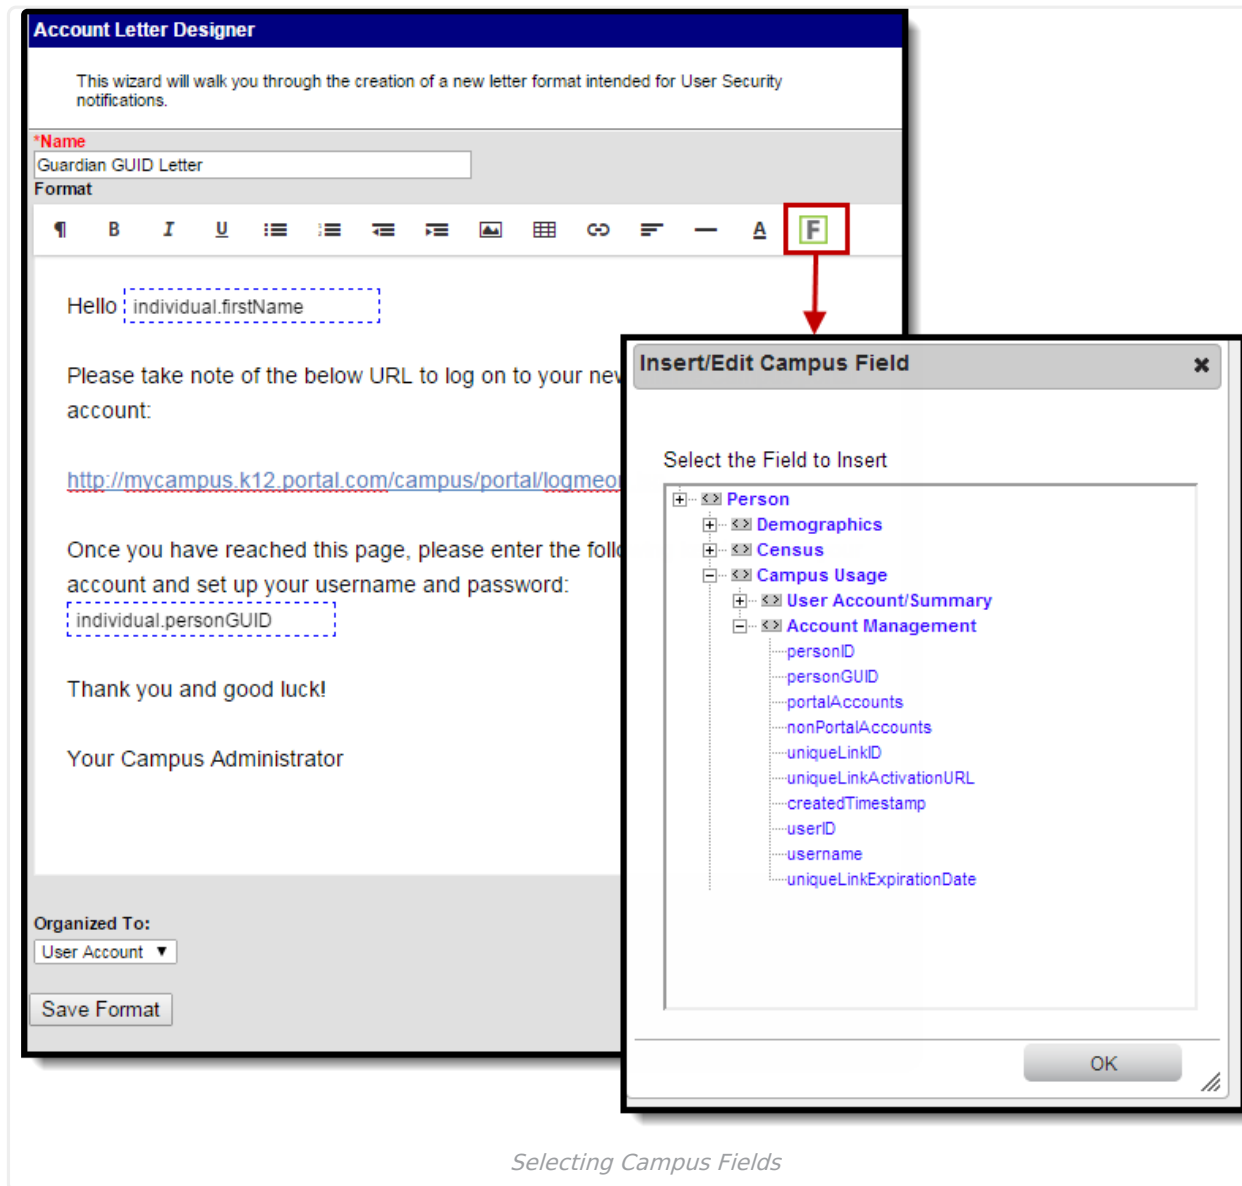 Account Letter Designer
This wizard will walk you through the creation of a new letter format intended for User Security
notifications.
*Name
Guardian GUID Letter
Format
¶ B I U A F
Hello individual.firstName
Please take note of the below URL to log on to your new
account:
http://mycampus.k12.portal.com/campus/portal/logmeon
Once you have reached this page, please enter the follo
account and set up your username and password:
individual.personGUID
Thank you and good luck!
Your Campus Administrator
Organized To:
User Account
Save Format
Insert/Edit Campus Field
Select the Field to Insert
Person
Demographics
Census
Campus Usage
User Account/Summary
Account Management
personID
personGUID
portalAccounts
nonPortalAccounts
uniqueLinkID
uniqueLinkActivationURL
createdTimestamp
userID
username
uniqueLinkExpirationDate
OK
Selecting Campus Fields